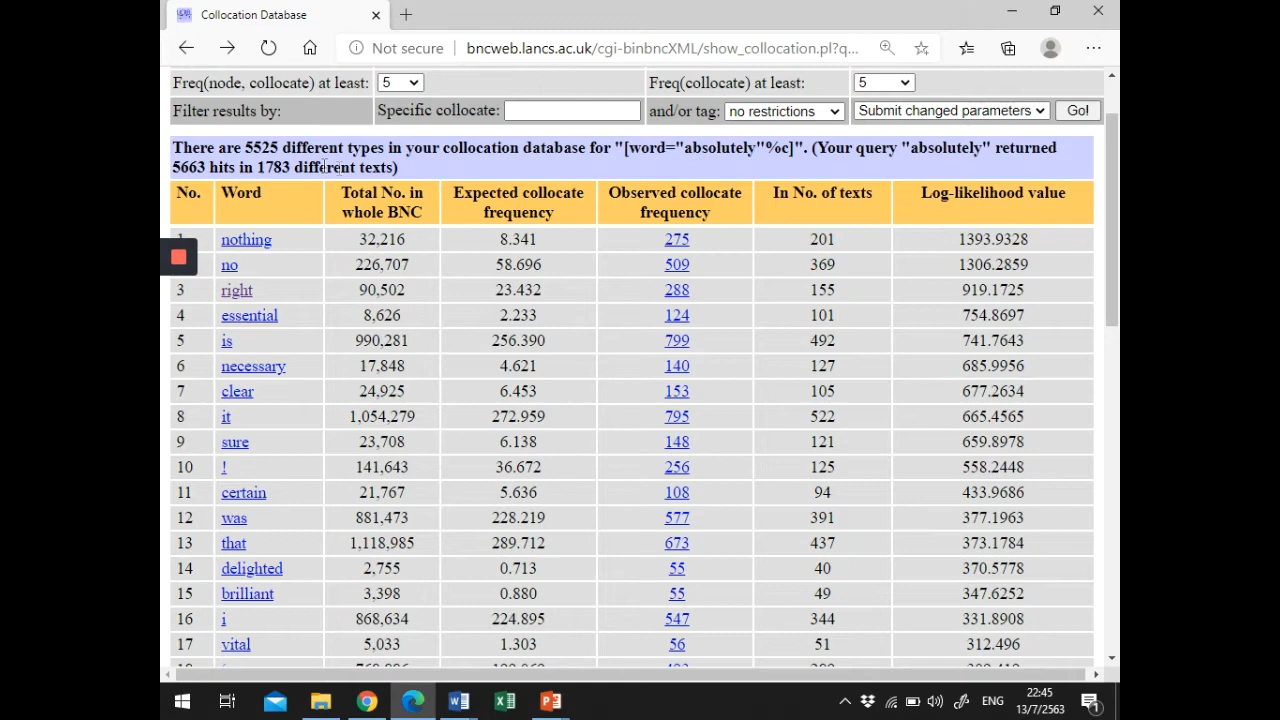 Collocation Database
Not secure bncweb.lancs.ac.uk/cgi-binbncXML/show_collocation.pl?q...
Freq(node, collocate) at least: 5 Freq(collocate) at least: 5
Filter results by: Specific collocate: and/or tag: no restrictions Submit changed parameters Go!
There are 5525 different types in your collocation database for "[word="absolutely"%c]". (Your query "absolutely" returned
5663 hits in 1783 different texts)
No. Word Total No. in whole BNC Expected collocate frequency Observed collocate frequency In No. of texts Log-likelihood value
nothing 32,216 8.341 275 201 1393.9328
no 226,707 58.696 509 369 1306.2859
3 right 90,502 23.432 288 155 919.1725
4 essential 8,626 2.233 124 101 754.8697
5 is 990,281 256.390 799 492 741.7643
6 necessary 17,848 4.621 140 127 685.9956
7 clear 24,925 6.453 153 105 677.2634
8 it 1,054,279 272.959 795 522 665.4565
9 sure 23,708 6.138 148 121 659.8978
10 ! 141,643 36.672 256 125 558.2448
11 certain 21,767 5.636 108 94 433.9686
12 was 881,473 228.219 577 391 377.1963
13 that 1,118,985 289.712 673 437 373.1784
14 delighted 2,755 0.713 55 40 370.5778
15 brilliant 3,398 0.880 55 49 347.6252
16 i 868,634 224.895 547 344 331.8908
17 vital 5,033 1.303 56 51 312.496
ENG 22:45
13/7/2563